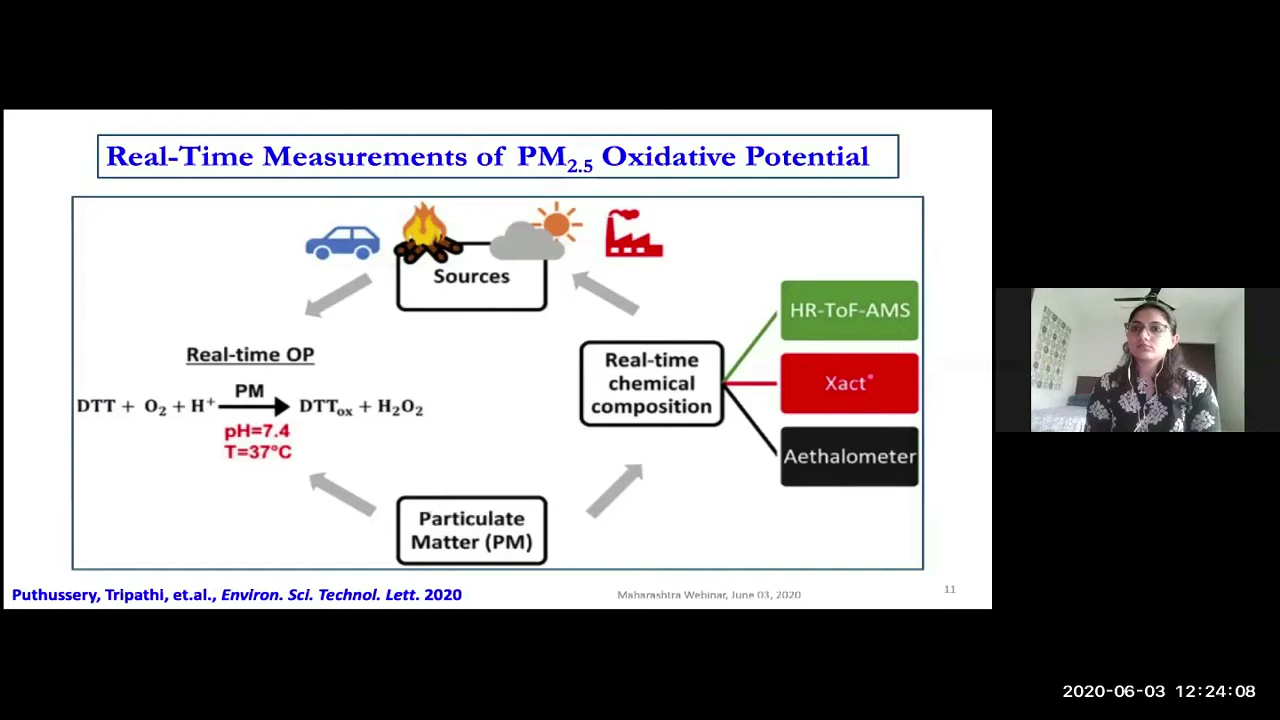 Real-Time Measurements of PM2.5 Oxidative Potential
Sources
Real-time OP
DTT + O2 + H+
PM
pH=7.4
T=37°C
DTTox + H2O2
Real-time
chemical
composition
HR-ToF-AMS
Xact®
Aethalometer
Particulate
Matter (PM)
Puthussery, Tripathi, et.al., Environ. Sci. Technol. Lett. 2020
Maharashtra Webinar, June 03, 2020
11
2020-06-03 12:24:08